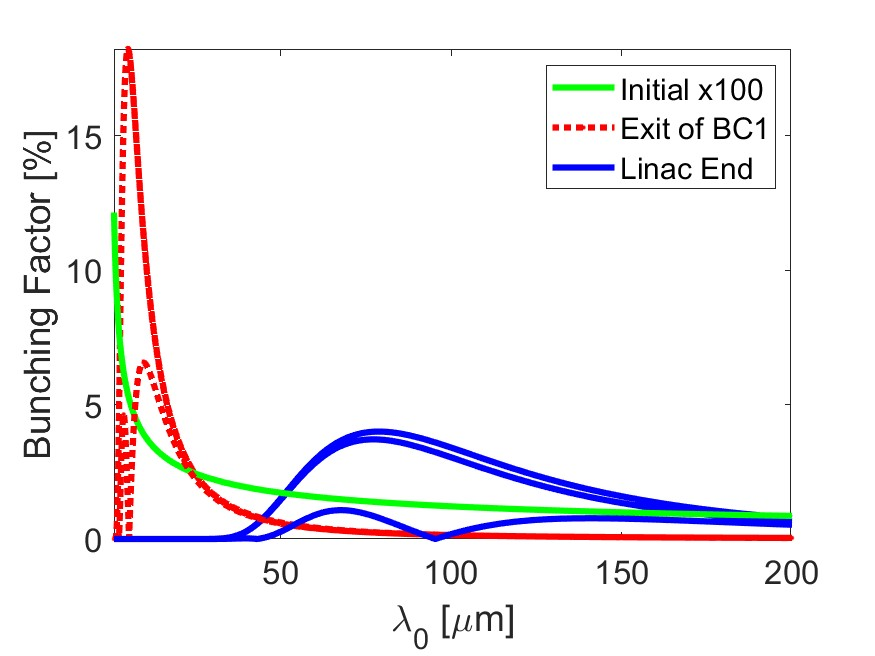 Initial x100
Exit of BC1
Linac End
Bunching Factor [%]
15
10
5
0
50
100
150
200
λ0 [μm]